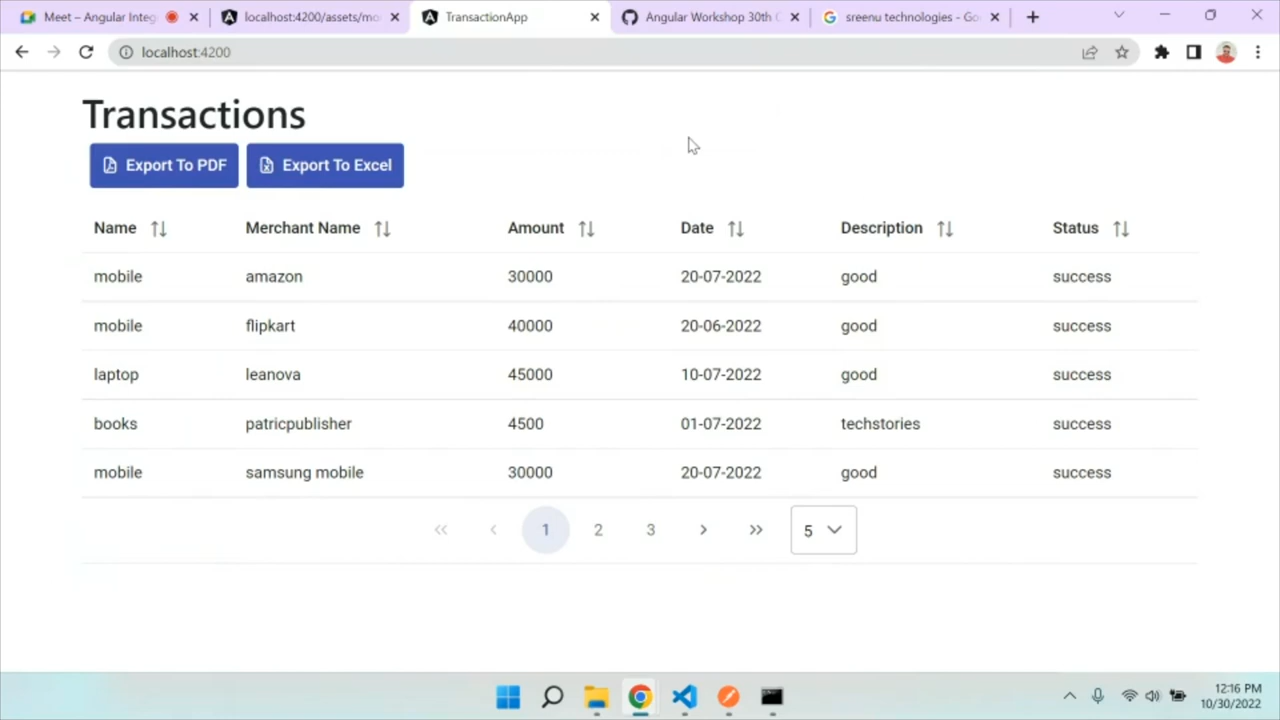 Meet – Angular Integ
localhost:4200/assets/mo
TransactionApp
Angular Workshop 30th
sreenu technologies - Go
localhost:4200
Transactions
Export To PDF Export To Excel
Name Merchant Name Amount Date Description Status
mobile amazon 30000 20-07-2022 good success
mobile flipkart 40000 20-06-2022 good success
laptop leanova 45000 10-07-2022 good success
books patricpublisher 4500 01-07-2022 techstories success
mobile samsung mobile 30000 20-07-2022 good success
« ‹ 1 2 3 › » 5
12:16 PM
10/30/2022